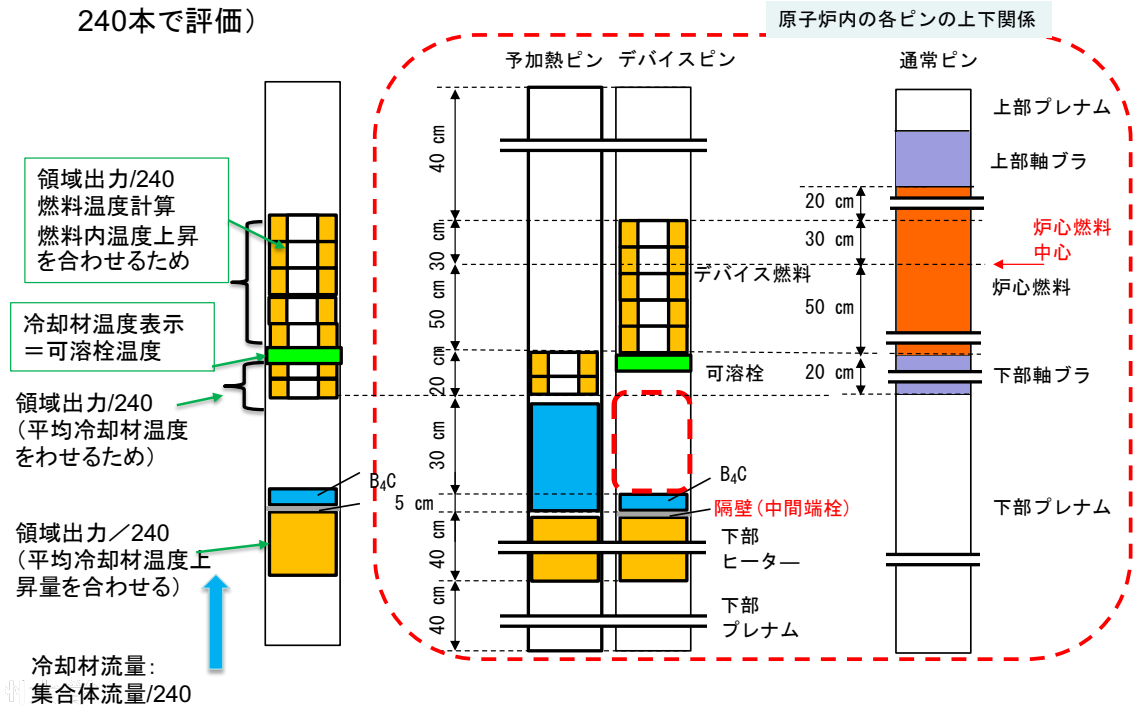 240本で評価）
原子炉内の各ピンの上下関係
予加熱ピン
デバイスピン
通常ピン
領域出力/240
燃料温度計算
燃料内温度上昇
を合わせるため
冷却材温度表示
＝可溶栓温度
領域出力/240
（平均冷却材温度
をわせるため）
B₄C
領域出力／240
（平均冷却材温度上
昇量を合わせる）
冷却材流量：
集合体流量/240
40 cm
30 cm
50 cm
20 cm
30 cm
5 cm
40 cm
40 cm
デバイス燃料
可溶栓
B₄C
隔壁（中間端栓）
下部
ヒーター
下部
プレナム
20 cm
30 cm
50 cm
20 cm
上部プレナム
上部軸ブラ
炉心燃料
中心
炉心燃料
下部軸ブラ
下部プレナム